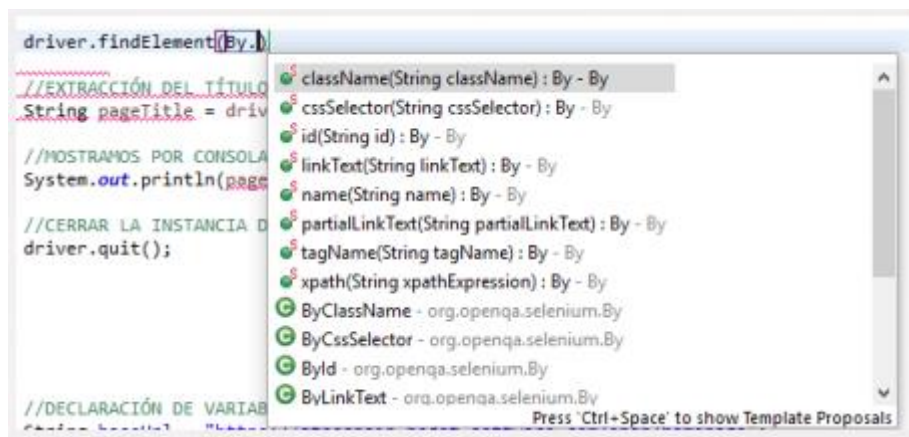 driver.findElement(By.)
//EXTRACCIÓN DEL TÍTULO
String pageTitle = driv
//MOSTRAMOS POR CONSOLA
System.out.println(page
//CERRAR LA INSTANCIA D
driver.quit();
className(String className) : By - By
cssSelector(String cssSelector) : By - By
id(String id) : By - By
linkText(String linkText) : By - By
name(String name) : By - By
partialLinkText(String partialLinkText) : By - By
tagName(String tagName) : By - By
xpath(String xpathExpression) : By - By
ByClassName - org.openqa.selenium.By
ByCssSelector - org.openqa.selenium.By
ById - org.openqa.selenium.By
ByLinkText - org.openqa.selenium.By
Press 'Ctrl+Space' to show Template Proposals
//DECLARACIÓN DE VARIAB
String baseUrl